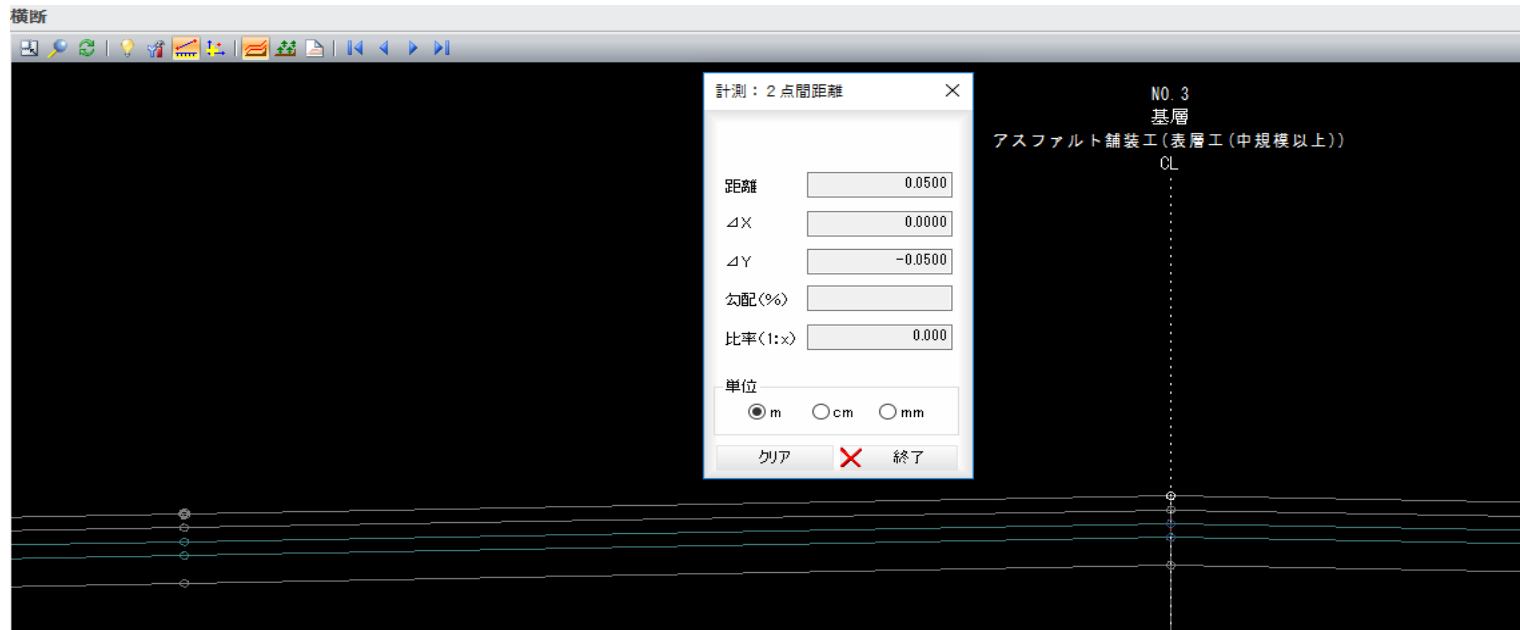 横断
計測：２点間距離
NO. 3
基層
アスファルト舗装工(表層工(中規模以上))
CL
距離 0.0500
⊿X 0.0000
⊿Y -0.0500
勾配(%)
比率(1:x) 0.000
単位
m cm mm
クリア 終了